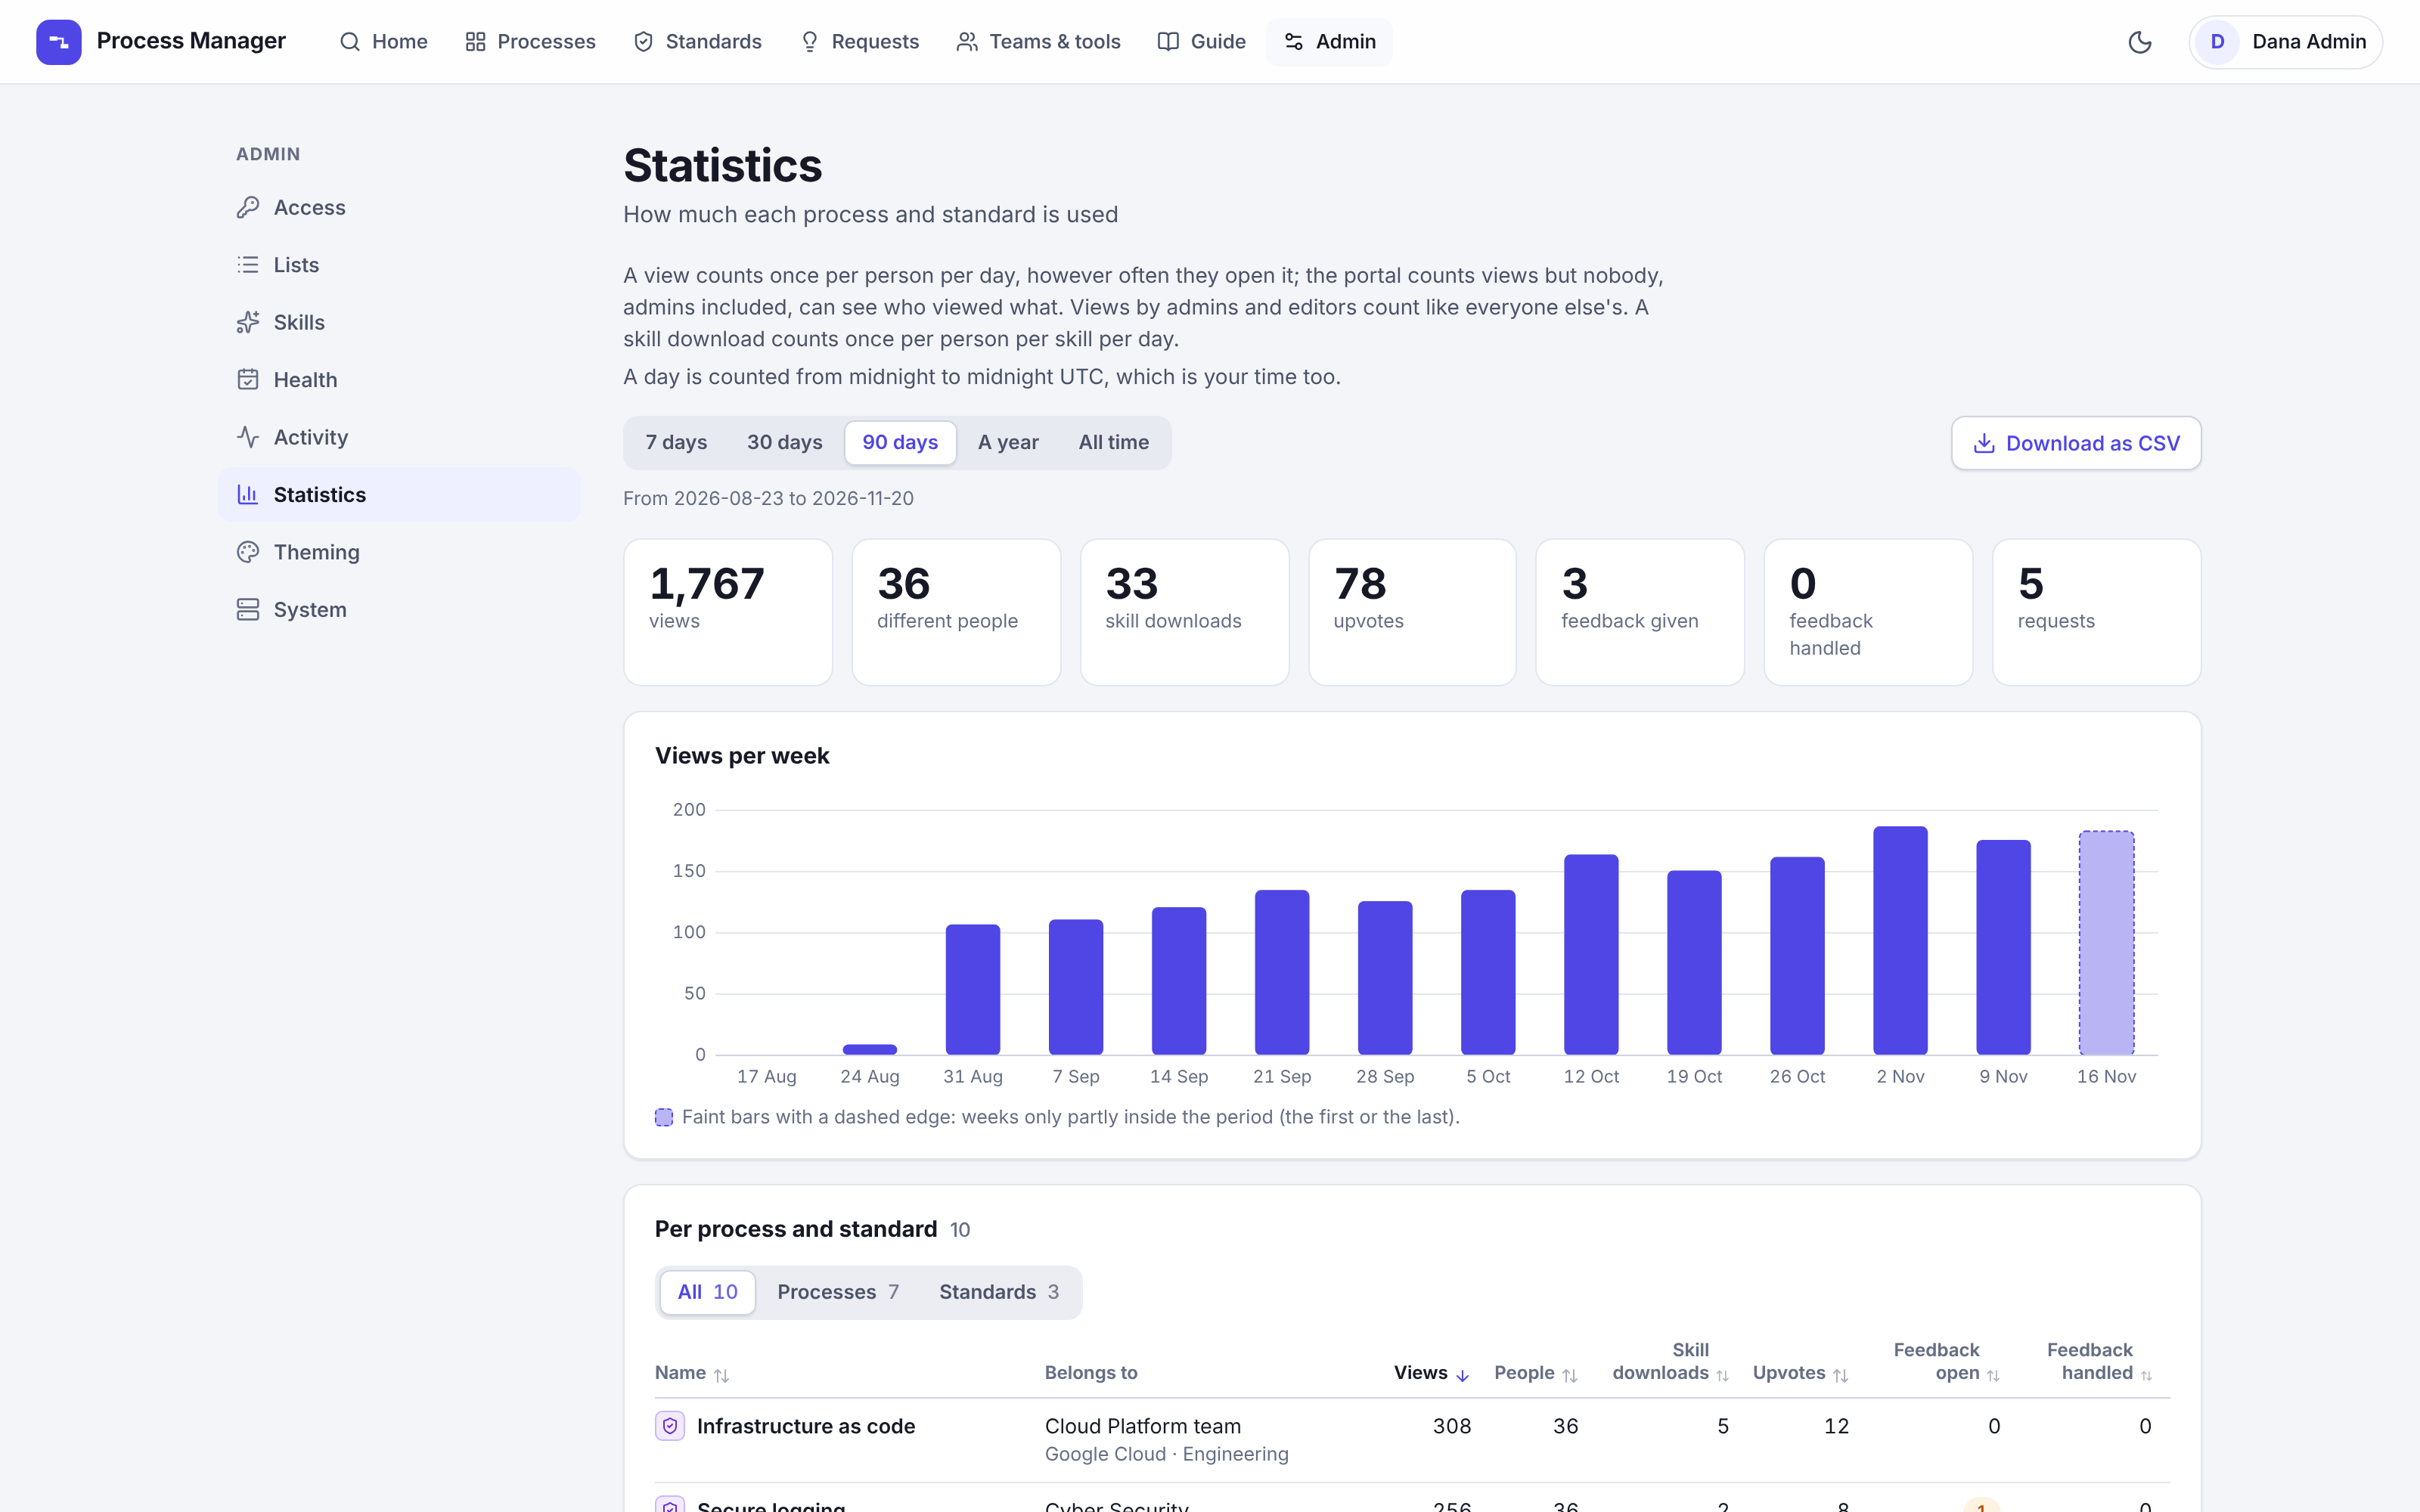 Process Manager
Home
Processes
Standards
Requests
Teams & tools
Guide
Admin
D
Dana Admin
ADMIN
Access
Lists
Skills
Health
Activity
Statistics
Theming
System
Statistics
How much each process and standard is used
A view counts once per person per day, however often they open it; the portal counts views but nobody,
admins included, can see who viewed what. Views by admins and editors count like everyone else's. A
skill download counts once per person per skill per day.
A day is counted from midnight to midnight UTC, which is your time too.
7 days
30 days
90 days
A year
All time
Download as CSV
From 2026-08-23 to 2026-11-20
1,767
views
36
different people
33
skill downloads
78
upvotes
3
feedback given
0
feedback
handled
5
requests
Views per week
200
150
100
50
0
17 Aug
24 Aug
31 Aug
7 Sep
14 Sep
21 Sep
28 Sep
5 Oct
12 Oct
19 Oct
26 Oct
2 Nov
9 Nov
16 Nov
Faint bars with a dashed edge: weeks only partly inside the period (the first or the last).
Per process and standard 10
All 10
Processes 7
Standards 3
Name
Belongs to
Views
People
Skill
downloads
Upvotes
Feedback
open
Feedback
handled
Infrastructure as code
Cloud Platform team
Google Cloud · Engineering
308
36
5
12
0
0
Secure logging
Cyber Security
256
36
2
8
1
0